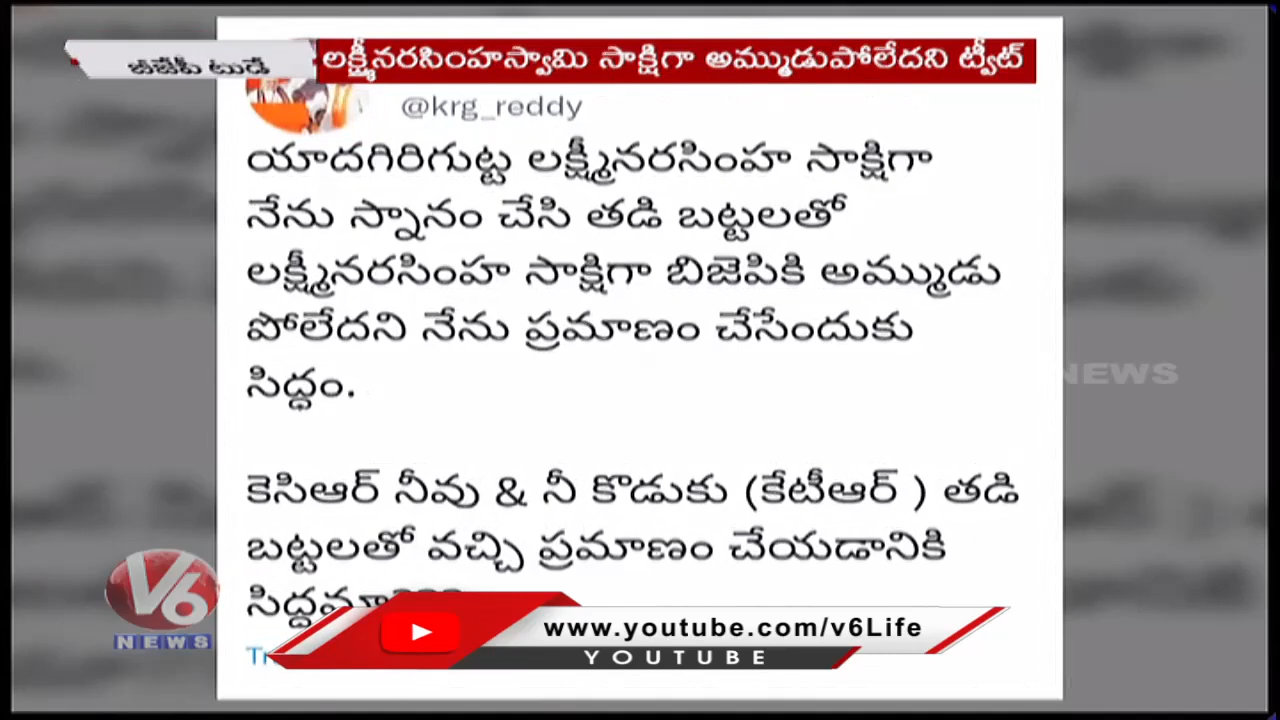 బీజేపీ టుడే
లక్ష్మీనరసింహస్వామి సాక్షిగా అమ్ముడుపోలేదని ట్వీట్
@krg_reddy
యాదగిరిగుట్ట లక్ష్మీనరసింహ సాక్షిగా
నేను స్నానం చేసి తడి బట్టలతో
లక్ష్మీనరసింహ సాక్షిగా బిజెపికి అమ్ముడు
పోలేదని నేను ప్రమాణం చేసేందుకు
సిద్ధం.
కెసిఆర్ నీవు & నీ కొడుకు (కేటీఆర్ ) తడి
బట్టలతో వచ్చి ప్రమాణం చేయడానికి
NEWS
V6
NEWS
www.youtube.com/v6Life
YOUTUBE